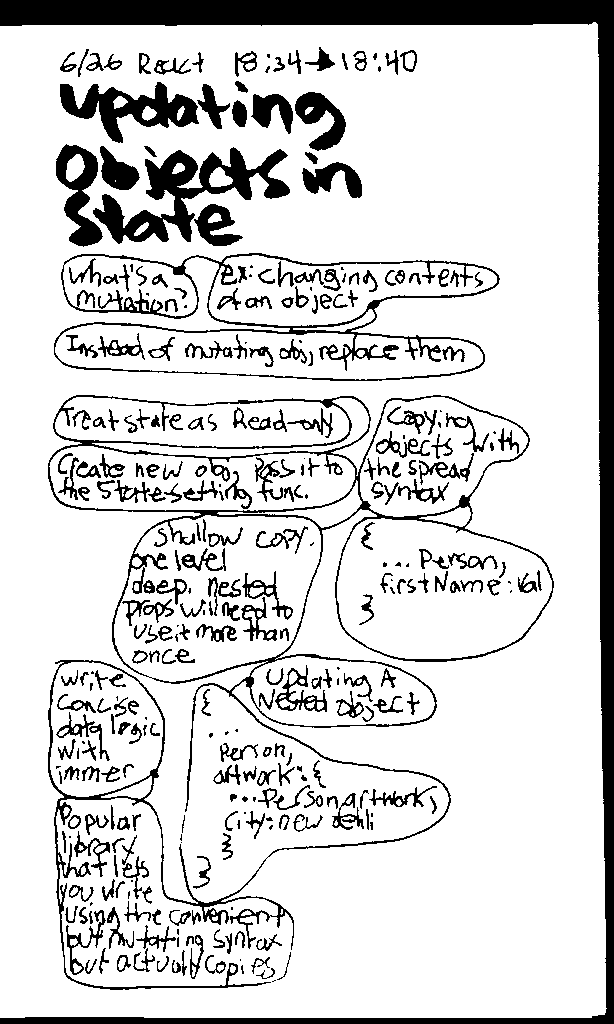 6/26 React 18:34→18:40
Updating
Objects in
State
What's a
mutation?
ex: changing contents
of an object
Instead of mutating obj, replace them
Treat state as Read-only
Create new obj, pass it to
the State-setting func.
Copying
objects with
the spread
syntax
{
... Person,
firstName: Val
}
Shallow copy.
one level
deep. nested
props will need to
use it more than
once
Updating A
Nested object
{
...
Person,
artwork: {
...Person.artwork,
City: new dehli
}
}
write
concise
data logic
with
immer
Popular
library
that lets
you write
using the convenient
but mutating syntax
but actually copies